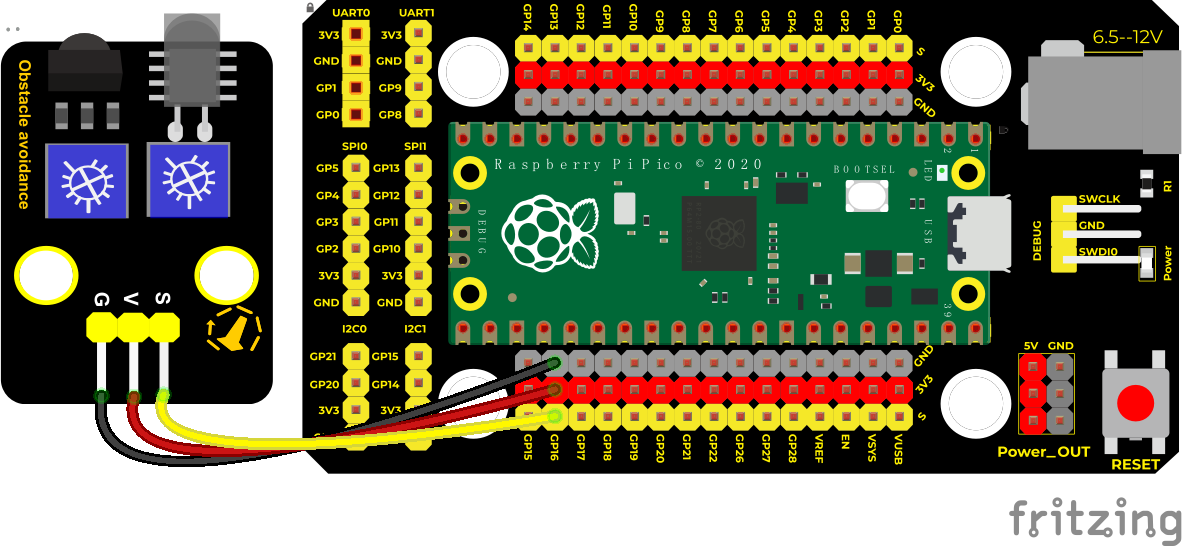 Obstacle avoidance
G V S
UART0 UART1
3V3 3V3
GND GND
GP1 GP9
GP0 GP8
SPI0 SPI1
GP5 GP13
GP4 GP12
GP3 GP11
GP2 GP10
3V3 3V3
GND GND
I2C0 I2C1
GP21 GP15
GP20 GP14
3V3 3V3
GP14 GP13 GP12 GP11 GP10 GP9 GP8 GP7 GP6 GP5 GP4 GP3 GP2 GP1 GP0
S
3V3
GND
Raspberry Pi Pico © 2020
BOOTSEL
LED
2
1
USB
DEBUG
39
GND
3V3
S
GP15 GP16 GP17 GP18 GP19 GP20 GP21 GP22 GP26 GP27 GP28 VREF EN VSYS VUSB
6.5--12V
R1
DEBUG
SWCLK
GND
SWDI0
Power
5V GND
Power_OUT
RESET
fritzing